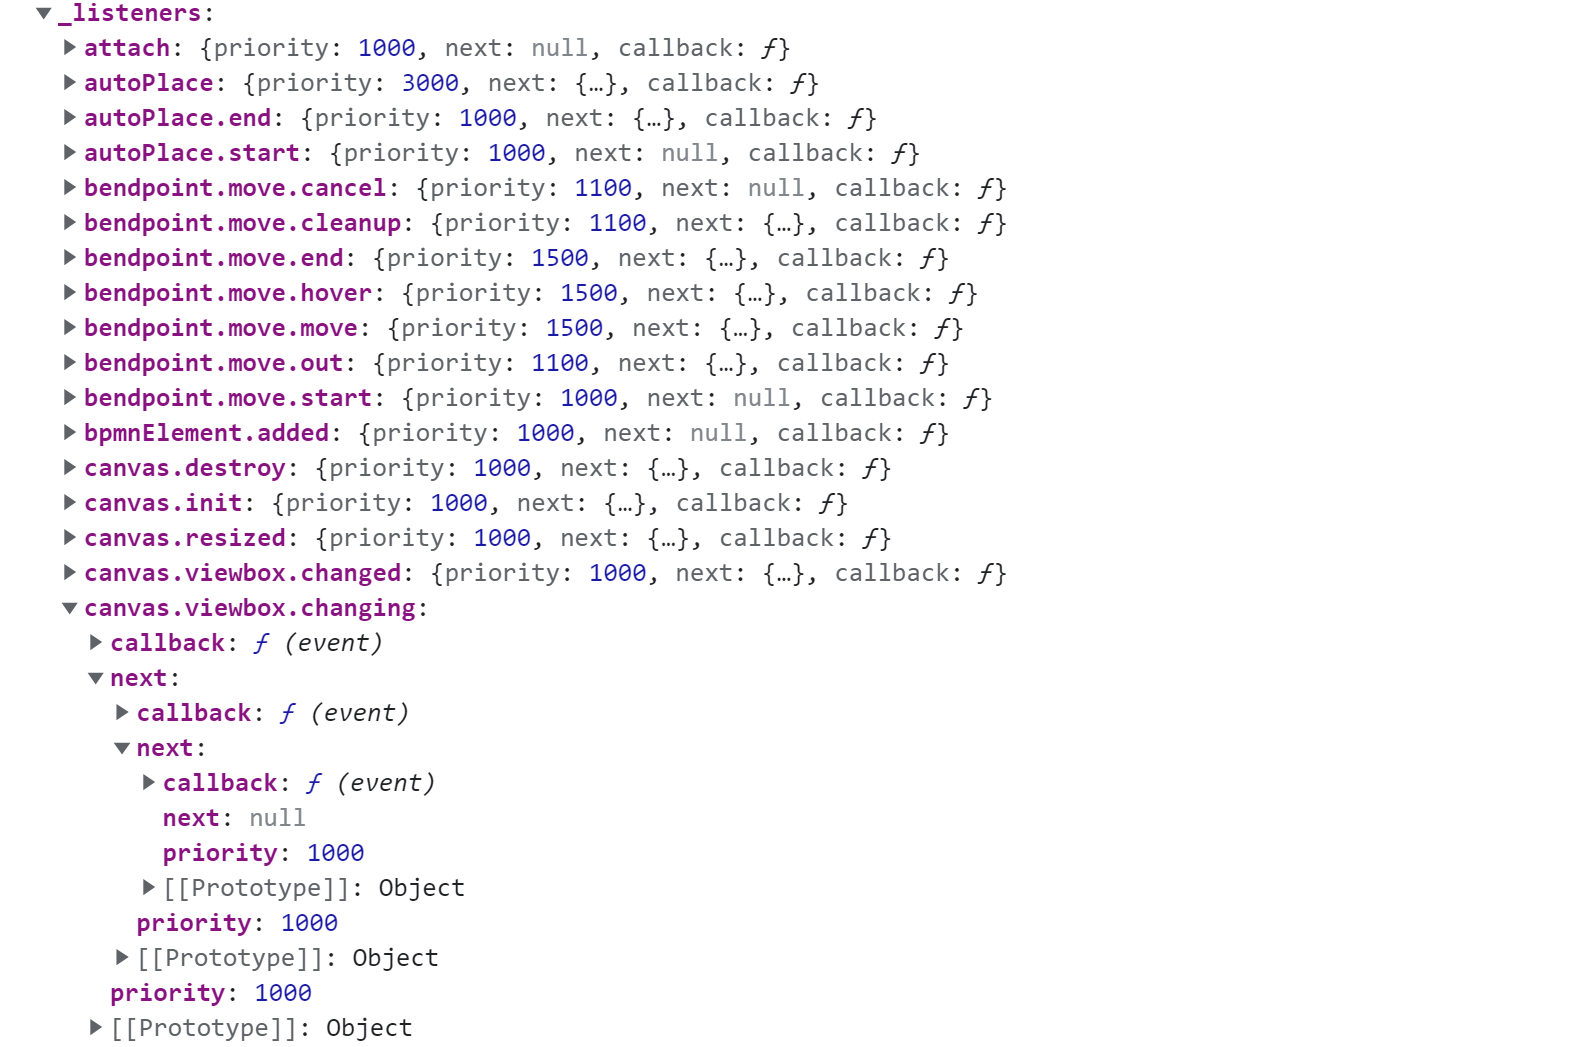 ▼ _listeners:
▶ attach: {priority: 1000, next: null, callback: ƒ}
▶ autoPlace: {priority: 3000, next: {…}, callback: ƒ}
▶ autoPlace.end: {priority: 1000, next: {…}, callback: ƒ}
▶ autoPlace.start: {priority: 1000, next: null, callback: ƒ}
▶ bendpoint.move.cancel: {priority: 1100, next: null, callback: ƒ}
▶ bendpoint.move.cleanup: {priority: 1100, next: {…}, callback: ƒ}
▶ bendpoint.move.end: {priority: 1500, next: {…}, callback: ƒ}
▶ bendpoint.move.hover: {priority: 1500, next: {…}, callback: ƒ}
▶ bendpoint.move.move: {priority: 1500, next: {…}, callback: ƒ}
▶ bendpoint.move.out: {priority: 1100, next: {…}, callback: ƒ}
▶ bendpoint.move.start: {priority: 1000, next: null, callback: ƒ}
▶ bpmnElement.added: {priority: 1000, next: null, callback: ƒ}
▶ canvas.destroy: {priority: 1000, next: {…}, callback: ƒ}
▶ canvas.init: {priority: 1000, next: {…}, callback: ƒ}
▶ canvas.resized: {priority: 1000, next: {…}, callback: ƒ}
▶ canvas.viewbox.changed: {priority: 1000, next: {…}, callback: ƒ}
▼ canvas.viewbox.changing:
▶ callback: ƒ (event)
▼ next:
▶ callback: ƒ (event)
▼ next:
▶ callback: ƒ (event)
next: null
priority: 1000
▶ [[Prototype]]: Object
priority: 1000
▶ [[Prototype]]: Object
priority: 1000
▶ [[Prototype]]: Object